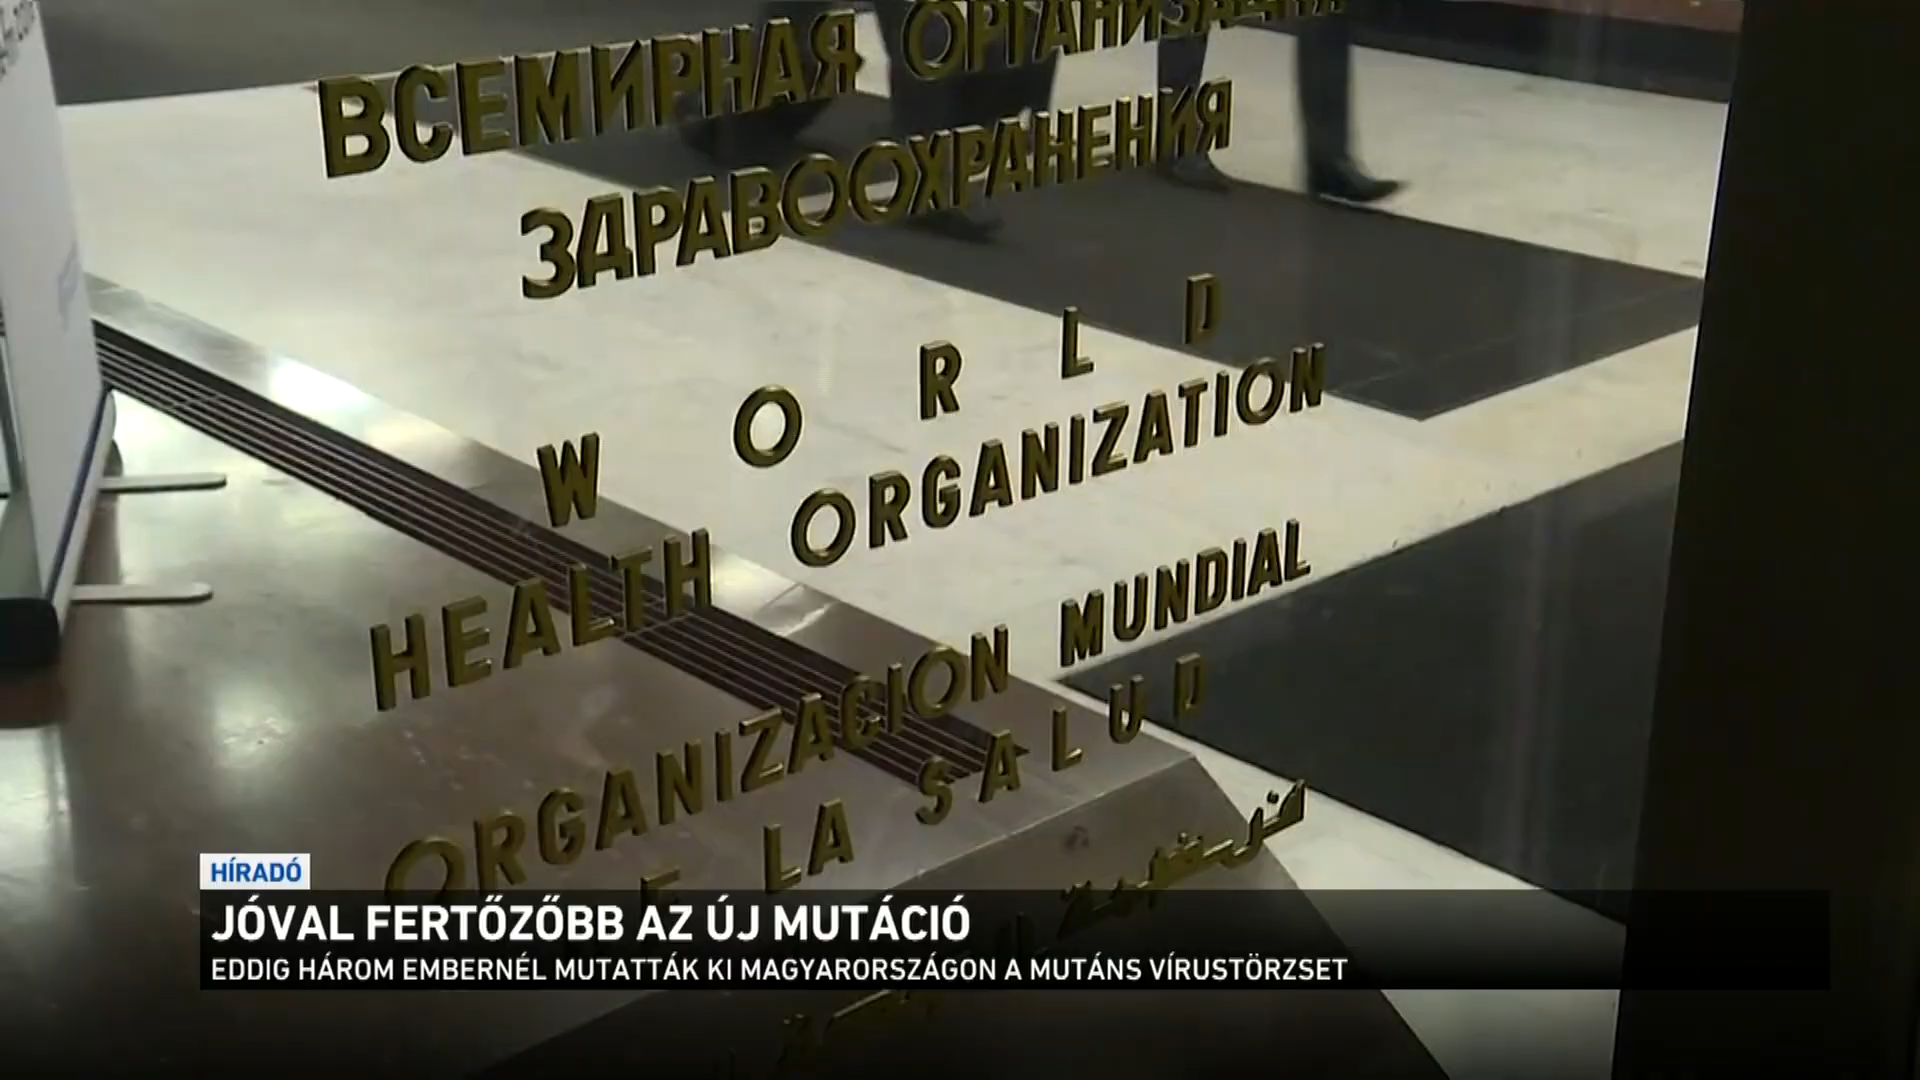 ВСЕМИРНАЯ ОРГАНИЗАЦИЯ
ЗДРАВООХРАНЕНИЯ
WORLD
HEALTH ORGANIZATION
ORGANIZACION MUNDIAL
LA SALUD
HÍRADÓ
JÓVAL FERTŐZŐBB AZ ÚJ MUTÁCIÓ
EDDIG HÁROM EMBERNÉL MUTATTÁK KI MAGYARORSZÁGON A MUTÁNS VÍRUSTÖRZSET